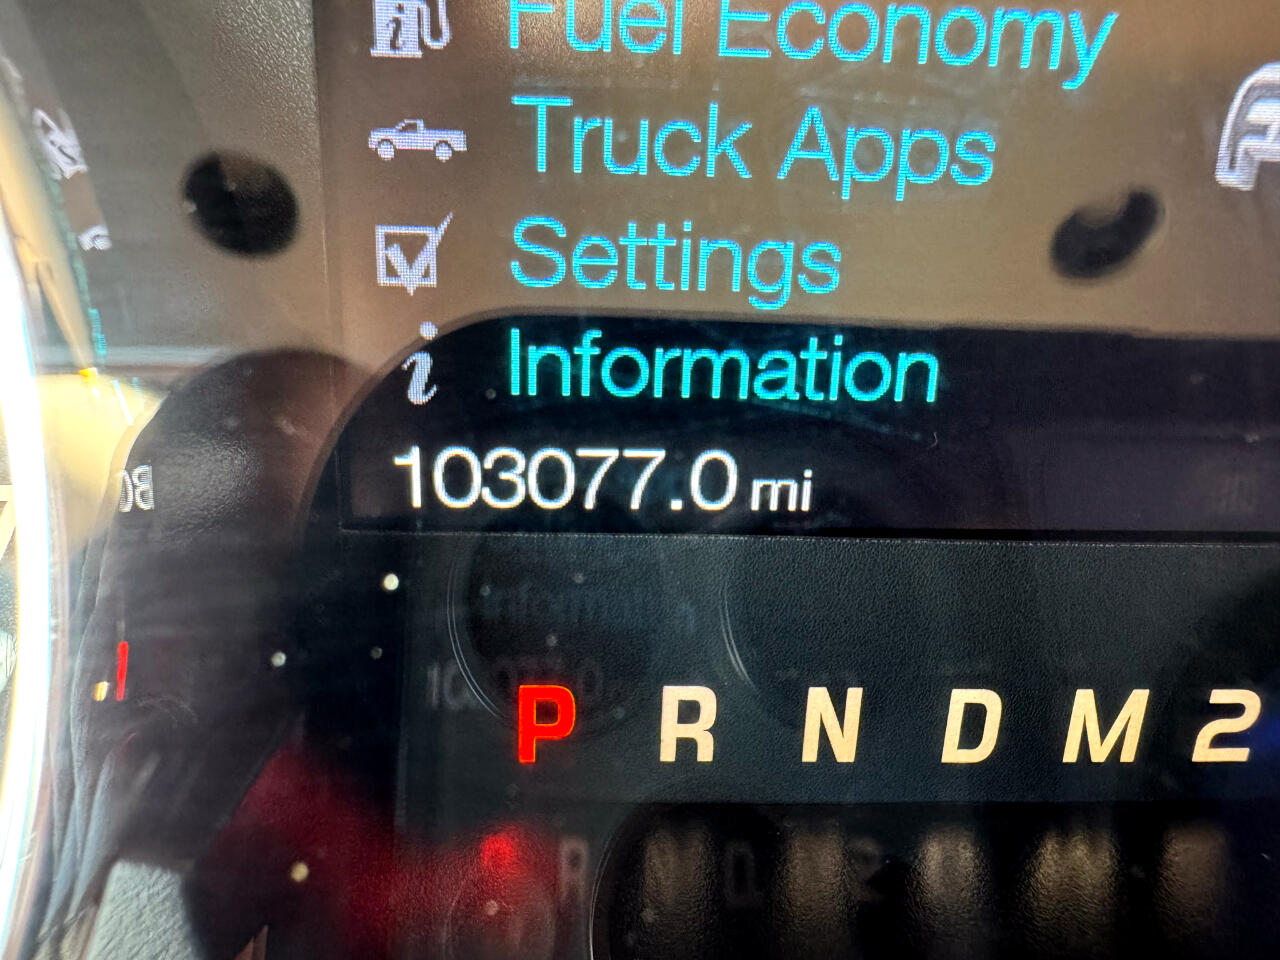 Fuel Economy
Truck Apps
Settings
Information
103077.0 mi
P R N D M 2